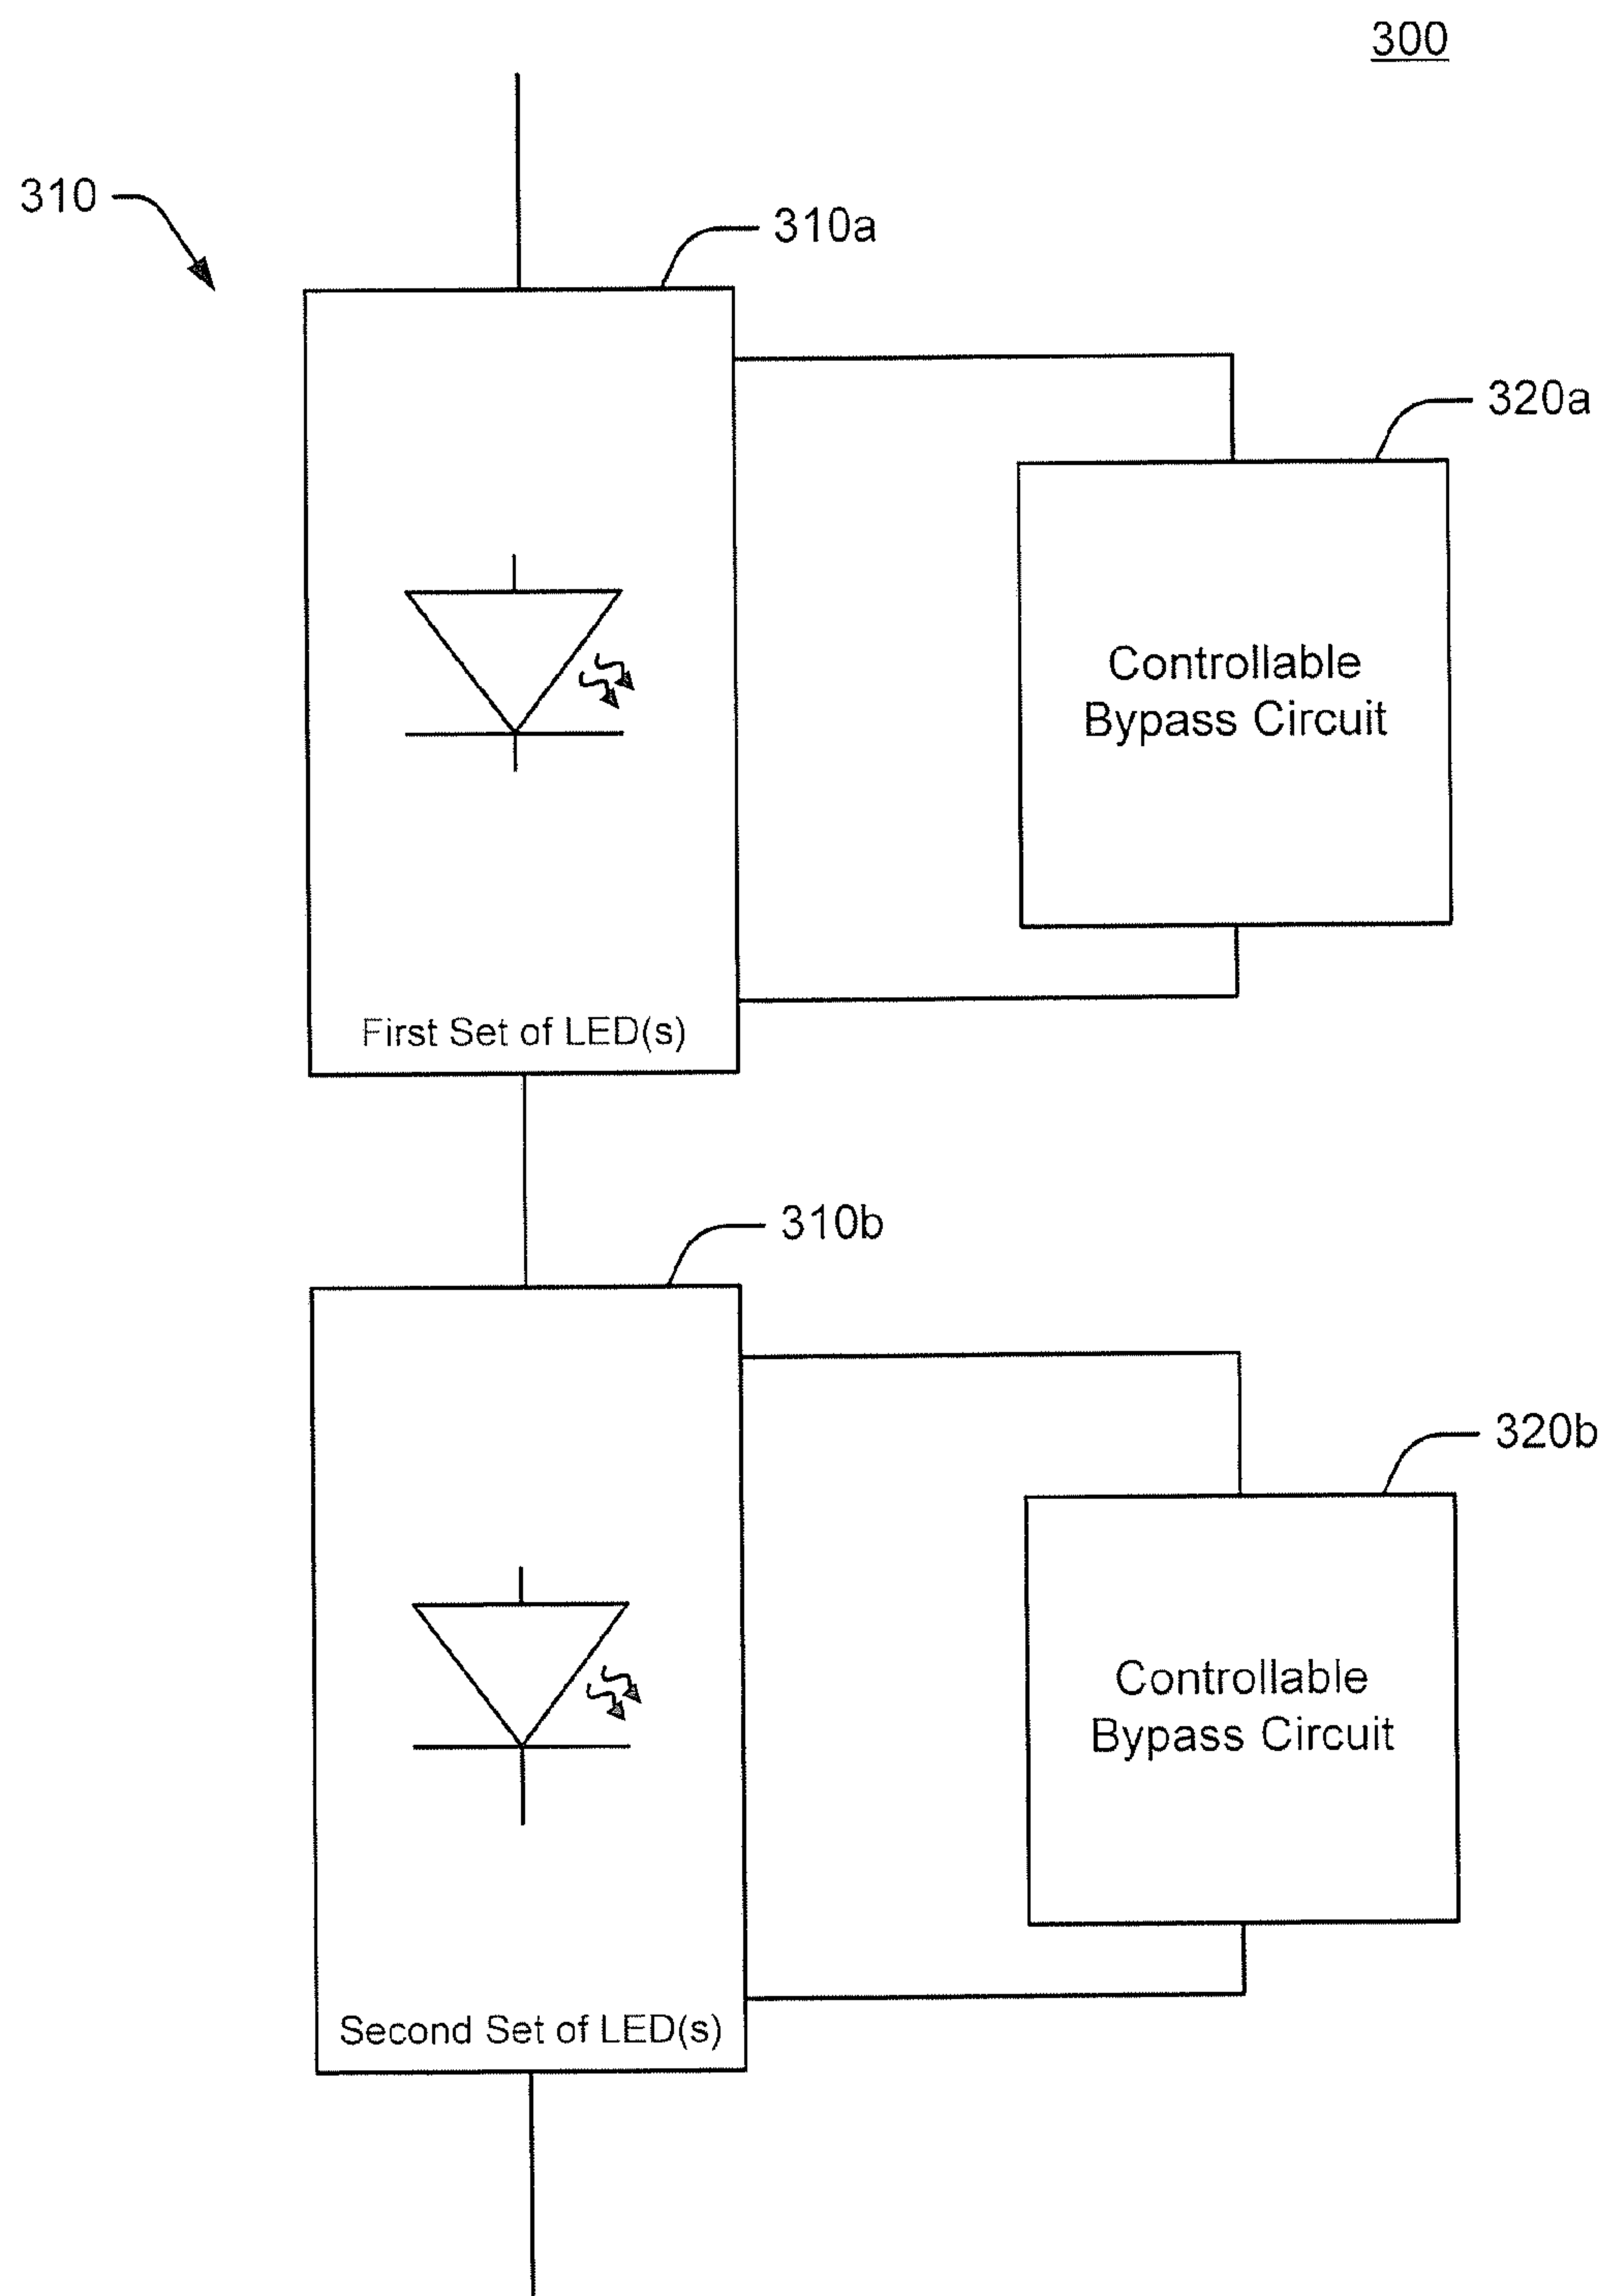 300
310
310a
320a
Controllable
Bypass Circuit
First Set of LED(s)
310b
320b
Controllable
Bypass Circuit
Second Set of LED(s)